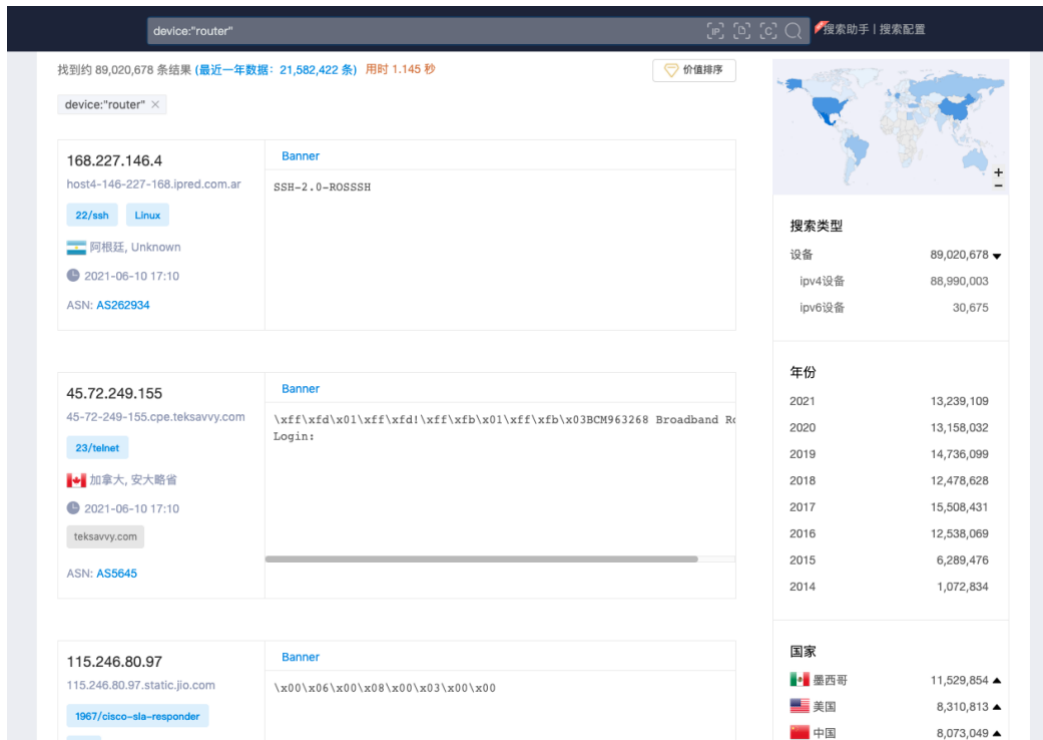 device:"router"
搜索助手 | 搜索配置
找到约 89,020,678 条结果 (最近一年数据：21,582,422 条) 用时 1.145 秒
价值排序
device:"router" ×
168.227.146.4
host4-146-227-168.ipred.com.ar
22/ssh Linux
阿根廷, Unknown
2021-06-10 17:10
ASN: AS262934
Banner
SSH-2.0-ROSSSH
45.72.249.155
45-72-249-155.cpe.teksavvy.com
23/telnet
加拿大, 安大略省
2021-06-10 17:10
teksavvy.com
ASN: AS5645
Banner
\xff\xfd\x01\xff\xfd!\xff\xfb\x01\xff\xfb\x03BCM963268 Broadband Ro
Login:
115.246.80.97
115.246.80.97.static.jio.com
1967/cisco-sla-responder
Banner
\x00\x06\x00\x08\x00\x03\x00\x00
+
−
搜索类型
设备 89,020,678
ipv4设备 88,990,003
ipv6设备 30,675
年份
2021 13,239,109
2020 13,158,032
2019 14,736,099
2018 12,478,628
2017 15,508,431
2016 12,538,069
2015 6,289,476
2014 1,072,834
国家
墨西哥 11,529,854
美国 8,310,813
中国 8,073,049